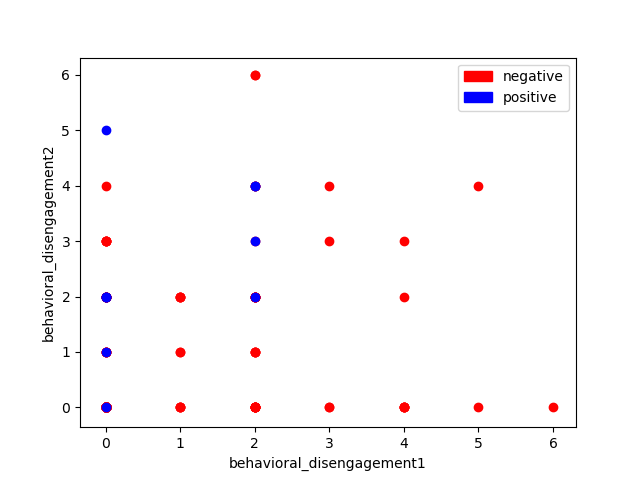 negative
positive
6
5
4
3
2
1
0
behavioral_disengagement2
0 1 2 3 4 5 6
behavioral_disengagement1